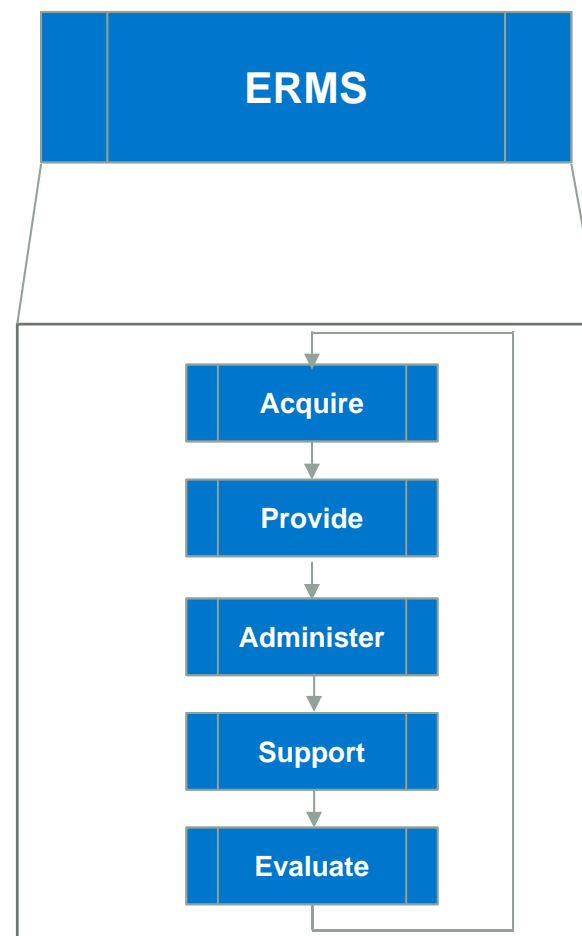 ERMS
Acquire
Provide
Administer
Support
Evaluate